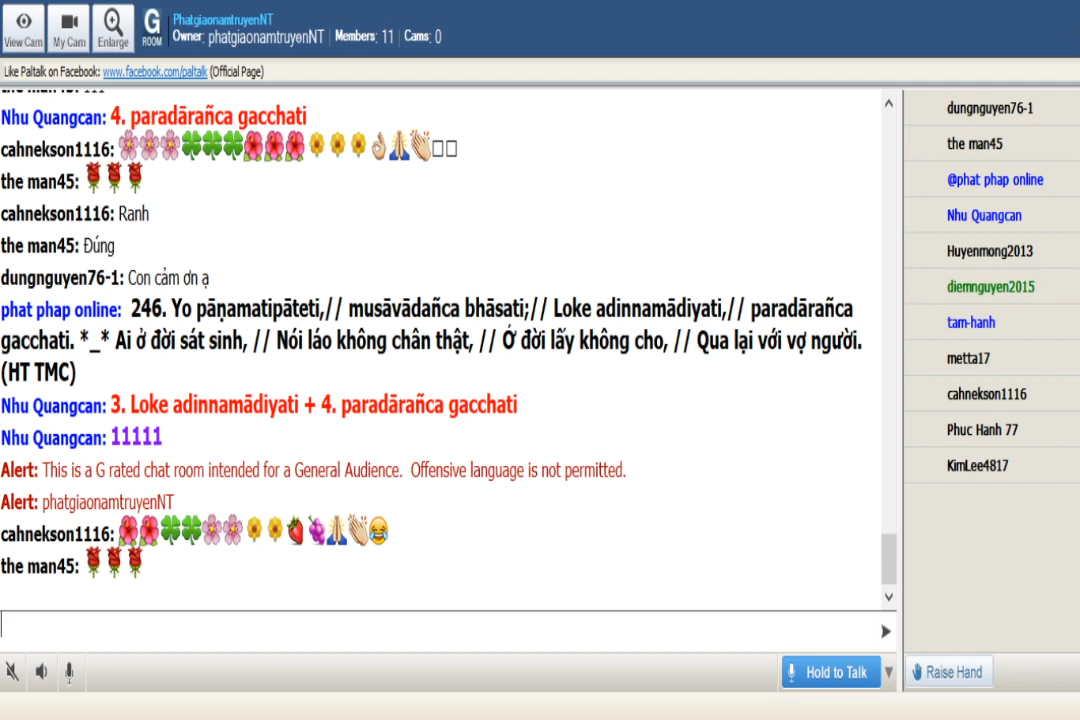 PhatgiaonamtruyenNT
Owner: phatgiaonamtruyenNT | Members: 11 | Cams: 0
View Cam
My Cam
Enlarge
G ROOM
Like Paltalk on Facebook: www.facebook.com/paltalk (Official Page)
the man45: 111
Nhu Quangcan: 4. paradārañca gacchati
cahnekson1116: 🌸🌸🌸🍀🍀🍀🌺🌺🌺🌼🌼🌼👌🙏👏□□
the man45: 🌹🌹🌹
cahnekson1116: Ranh
the man45: Đúng
dungnguyen76-1: Con cảm ơn ạ
phat phap online: 246. Yo pāṇamatipāteti,// musāvādañca bhāsati;// Loke adinnamādiyati,// paradārañca
gacchati. *_* Ai ở đời sát sinh, // Nói láo không chân thật, // Ở đời lấy không cho, // Qua lại với vợ người.
(HT TMC)
Nhu Quangcan: 3. Loke adinnamādiyati + 4. paradārañca gacchati
Nhu Quangcan: 11111
Alert: This is a G rated chat room intended for a General Audience. Offensive language is not permitted.
Alert: phatgiaonamtruyenNT
cahnekson1116: 🌺🌺🍀🍀🌸🌸🌼🌼🍓🍇🙏👏😂
the man45: 🌹🌹🌹
Hold to Talk
dungnguyen76-1
the man45
@phat phap online
Nhu Quangcan
Huyenmong2013
diemnguyen2015
tam-hanh
metta17
cahnekson1116
Phuc Hanh 77
KimLee4817
Raise Hand